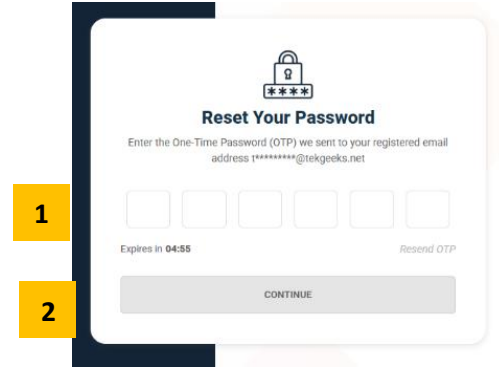 ****
Reset Your Password
Enter the One-Time Password (OTP) we sent to your registered email
address t*********@tekgeeks.net
1
Expires in 04:55 Resend OTP
CONTINUE
2